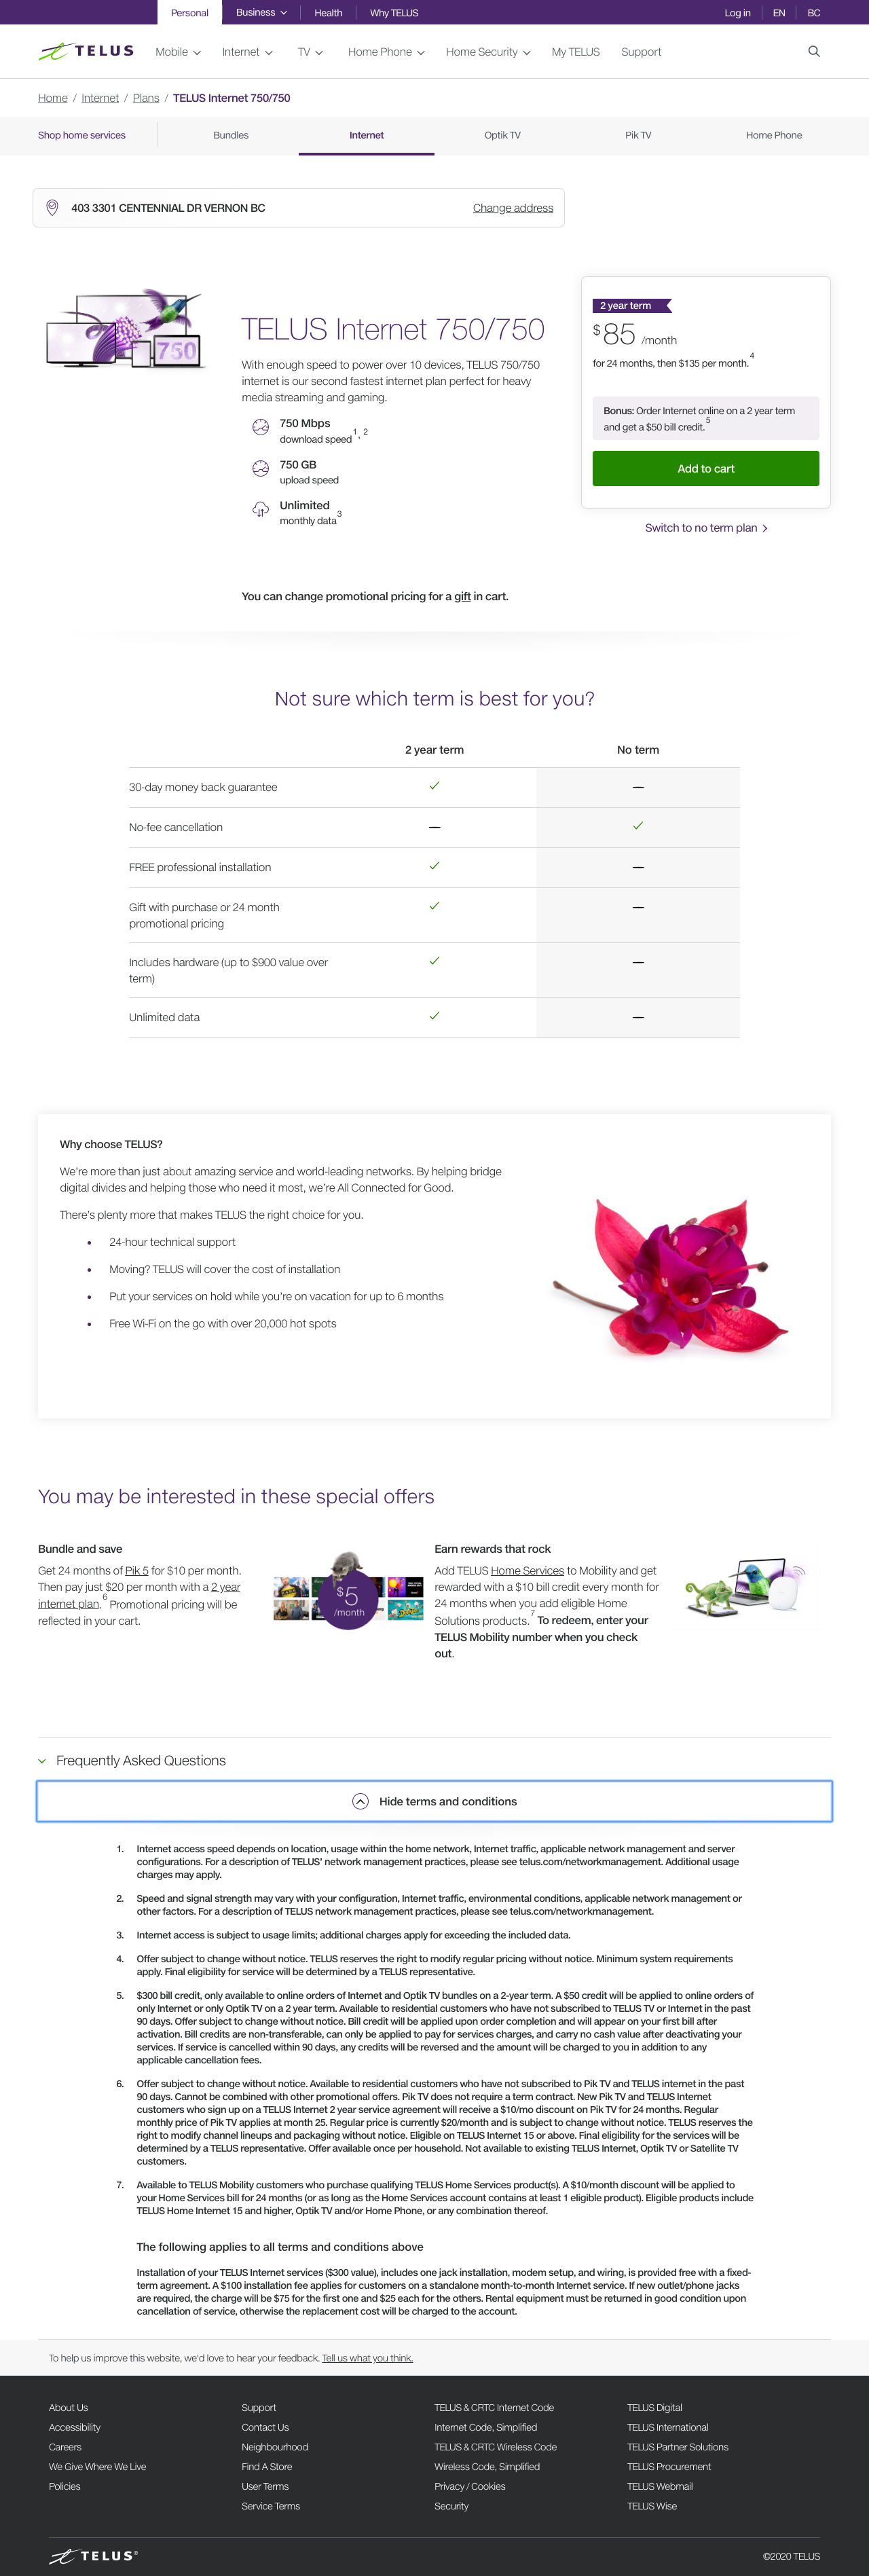 Personal Business Health Why TELUS Log in EN BC
TELUS Mobile Internet TV Home Phone Home Security My TELUS Support
Home / Internet / Plans / TELUS Internet 750/750
Shop home services Bundles Internet Optik TV Pik TV Home Phone
403 3301 CENTENNIAL DR VERNON BC Change address
750
TELUS Internet 750/750
With enough speed to power over 10 devices, TELUS 750/750
internet is our second fastest internet plan perfect for heavy
media streaming and gaming.
750 Mbps
download speed1, 2
750 GB
upload speed
Unlimited
monthly data3
You can change promotional pricing for a gift in cart.
2 year term
$85 /month
for 24 months, then $135 per month.4
Bonus: Order Internet online on a 2 year term
and get a $50 bill credit.5
Add to cart
Switch to no term plan
Not sure which term is best for you?
2 year term No term
30-day money back guarantee
No-fee cancellation
FREE professional installation
Gift with purchase or 24 month
promotional pricing
Includes hardware (up to $900 value over
term)
Unlimited data
Why choose TELUS?
We're more than just about amazing service and world-leading networks. By helping bridge
digital divides and helping those who need it most, we're All Connected for Good.
There's plenty more that makes TELUS the right choice for you.
• 24-hour technical support
• Moving? TELUS will cover the cost of installation
• Put your services on hold while you're on vacation for up to 6 months
• Free Wi-Fi on the go with over 20,000 hot spots
You may be interested in these special offers
Bundle and save
Get 24 months of Pik 5 for $10 per month.
Then pay just $20 per month with a 2 year
internet plan.6 Promotional pricing will be
reflected in your cart.
$5
/month
Earn rewards that rock
Add TELUS Home Services to Mobility and get
rewarded with a $10 bill credit every month for
24 months when you add eligible Home
Solutions products.7 To redeem, enter your
TELUS Mobility number when you check
out.
Frequently Asked Questions
Hide terms and conditions
1. Internet access speed depends on location, usage within the home network, Internet traffic, applicable network management and server
configurations. For a description of TELUS' network management practices, please see telus.com/networkmanagement. Additional usage
charges may apply.
2. Speed and signal strength may vary with your configuration, Internet traffic, environmental conditions, applicable network management or
other factors. For a description of TELUS network management practices, please see telus.com/networkmanagement.
3. Internet access is subject to usage limits; additional charges apply for exceeding the included data.
4. Offer subject to change without notice. TELUS reserves the right to modify regular pricing without notice. Minimum system requirements
apply. Final eligibility for service will be determined by a TELUS representative.
5. $300 bill credit, only available to online orders of Internet and Optik TV bundles on a 2-year term. A $50 credit will be applied to online orders of
only Internet or only Optik TV on a 2 year term. Available to residential customers who have not subscribed to TELUS TV or Internet in the past
90 days. Offer subject to change without notice. Bill credit will be applied upon order completion and will appear on your first bill after
activation. Bill credits are non-transferable, can only be applied to pay for services charges, and carry no cash value after deactivating your
services. If service is cancelled within 90 days, any credits will be reversed and the amount will be charged to you in addition to any
applicable cancellation fees.
6. Offer subject to change without notice. Available to residential customers who have not subscribed to Pik TV and TELUS internet in the past
90 days. Cannot be combined with other promotional offers. Pik TV does not require a term contract. New Pik TV and TELUS Internet
customers who sign up on a TELUS Internet 2 year service agreement will receive a $10/mo discount on Pik TV for 24 months. Regular
monthly price of Pik TV applies at month 25. Regular price is currently $20/month and is subject to change without notice. TELUS reserves the
right to modify channel lineups and packaging without notice. Eligible on TELUS Internet 15 or above. Final eligibility for the services will be
determined by a TELUS representative. Offer available once per household. Not available to existing TELUS Internet, Optik TV or Satellite TV
customers.
7. Available to TELUS Mobility customers who purchase qualifying TELUS Home Services product(s). A $10/month discount will be applied to
your Home Services bill for 24 months (or as long as the Home Services account contains at least 1 eligible product). Eligible products include
TELUS Home Internet 15 and higher, Optik TV and/or Home Phone, or any combination thereof.
The following applies to all terms and conditions above
Installation of your TELUS Internet services ($300 value), includes one jack installation, modem setup, and wiring, is provided free with a fixed-
term agreement. A $100 installation fee applies for customers on a standalone month-to-month Internet service. If new outlet/phone jacks
are required, the charge will be $75 for the first one and $25 each for the others. Rental equipment must be returned in good condition upon
cancellation of service, otherwise the replacement cost will be charged to the account.
To help us improve this website, we'd love to hear your feedback. Tell us what you think.
About Us Support TELUS & CRTC Internet Code TELUS Digital
Accessibility Contact Us Internet Code, Simplified TELUS International
Careers Neighbourhood TELUS & CRTC Wireless Code TELUS Partner Solutions
We Give Where We Live Find A Store Wireless Code, Simplified TELUS Procurement
Policies User Terms Privacy / Cookies TELUS Webmail
Service Terms Security TELUS Wise
TELUS® ©2020 TELUS